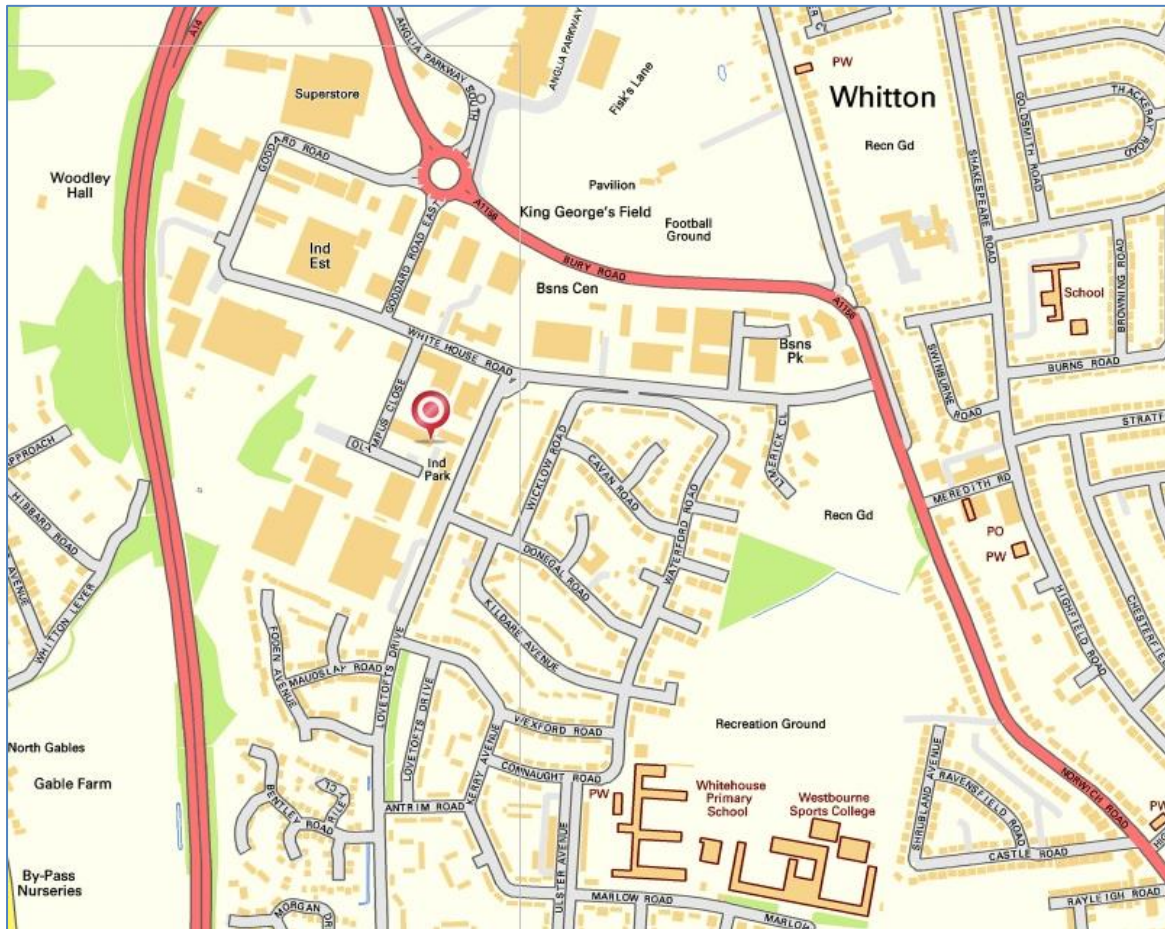 A14
ANGLIA PARKWAY SOUTH
ANGLIA PARKWAY
Fisk's Lane
PW
Whitton
Recn Gd
GOLDSMITH ROAD
THACKERAY ROAD
SHAKESPEARE ROAD
Superstore
GODDARD ROAD
Woodley
Hall
Pavilion
King George's Field
Football
Ground
A1156
GODDARD ROAD EAST
Ind
Est
BURY ROAD
Bsns Cen
A1156
School
BROWNING ROAD
BURNS ROAD
SWINBURNE ROAD
WHITE HOUSE ROAD
Bsns
Pk
OLYMPUS CLOSE
Ind
Park
WICKLOW ROAD
CAVAN ROAD
WATERFORD ROAD
LIMERICK CL
STRATF
MEREDITH RD
Recn Gd
PO
PW
APPROACH
HIBBARD ROAD
AVENUE
WHITTON LEYER
DONEGAL ROAD
KILDARE AVENUE
HIGHFIELD ROAD
CHESTERFIE
FODEN AVENUE
MAUDSLAY ROAD
LOVETOFTS DRIVE
LOVETOFTS DRIVE
WEXFORD ROAD
KERRY AVENUE
CONNAUGHT ROAD
Recreation Ground
North Gables
Gable Farm
BENTLEY ROAD
ANTRIM ROAD
PW
Whitehouse
Primary
School
Westbourne
Sports College
SHRUBLAND AVENUE
RAVENSFIELD ROAD
NORWICH ROAD
PW
CASTLE ROAD
By-Pass
Nurseries
ULSTER AVENUE
MORGAN DR
MARLOW ROAD
MARLOW
RAYLEIGH ROAD